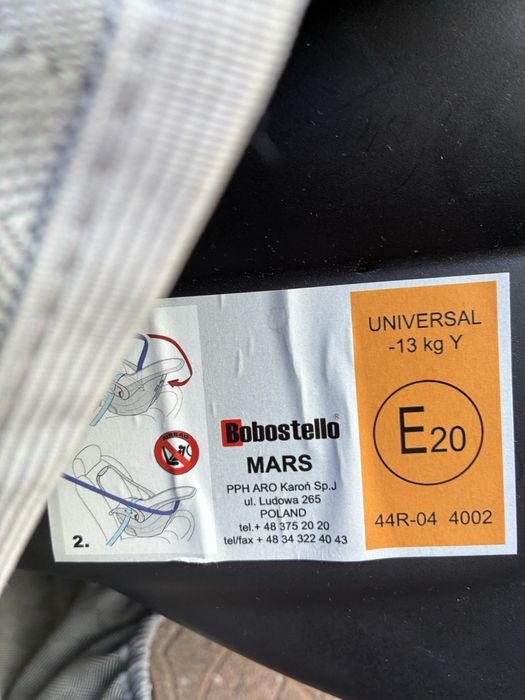 AIRBAG
2.
Bobostello®
MARS
PPH ARO Karoń Sp.J
ul. Ludowa 265
POLAND
tel.+ 48 375 20 20
tel/fax + 48 34 322 40 43
UNIVERSAL
-13 kg Y
E20
44R-04 4002